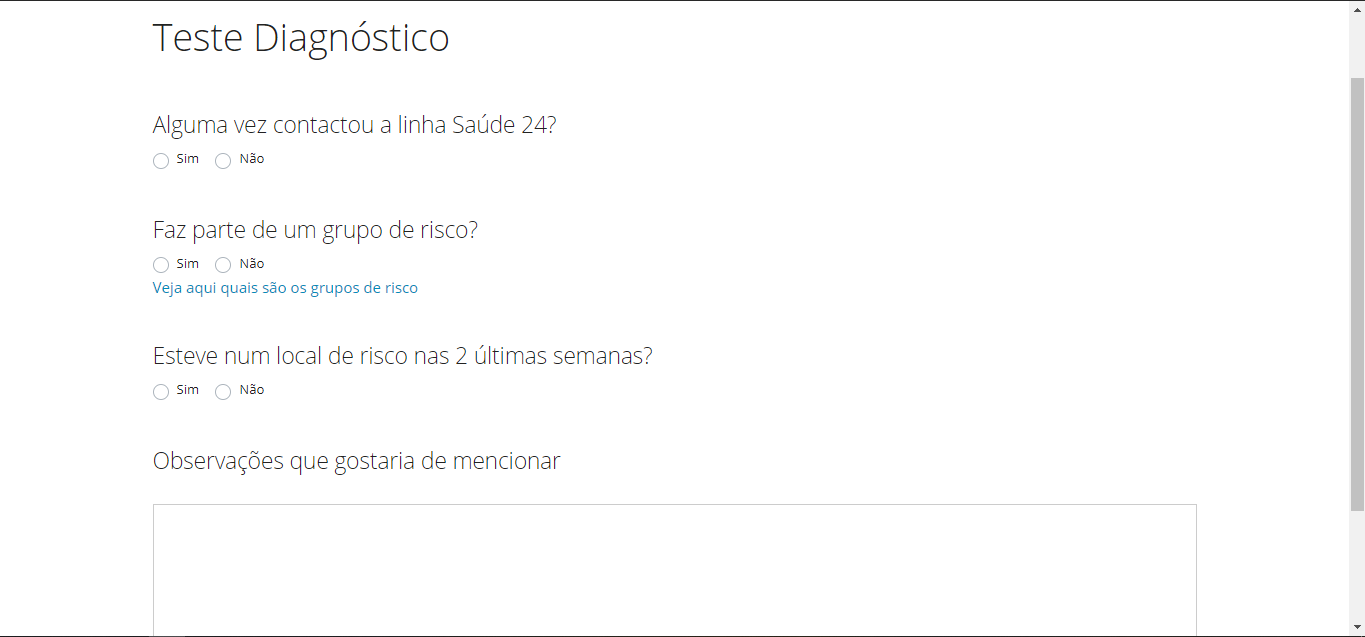 Teste Diagnóstico
Alguma vez contactou a linha Saúde 24?
Sim Não
Faz parte de um grupo de risco?
Sim Não
Veja aqui quais são os grupos de risco
Esteve num local de risco nas 2 últimas semanas?
Sim Não
Observações que gostaria de mencionar